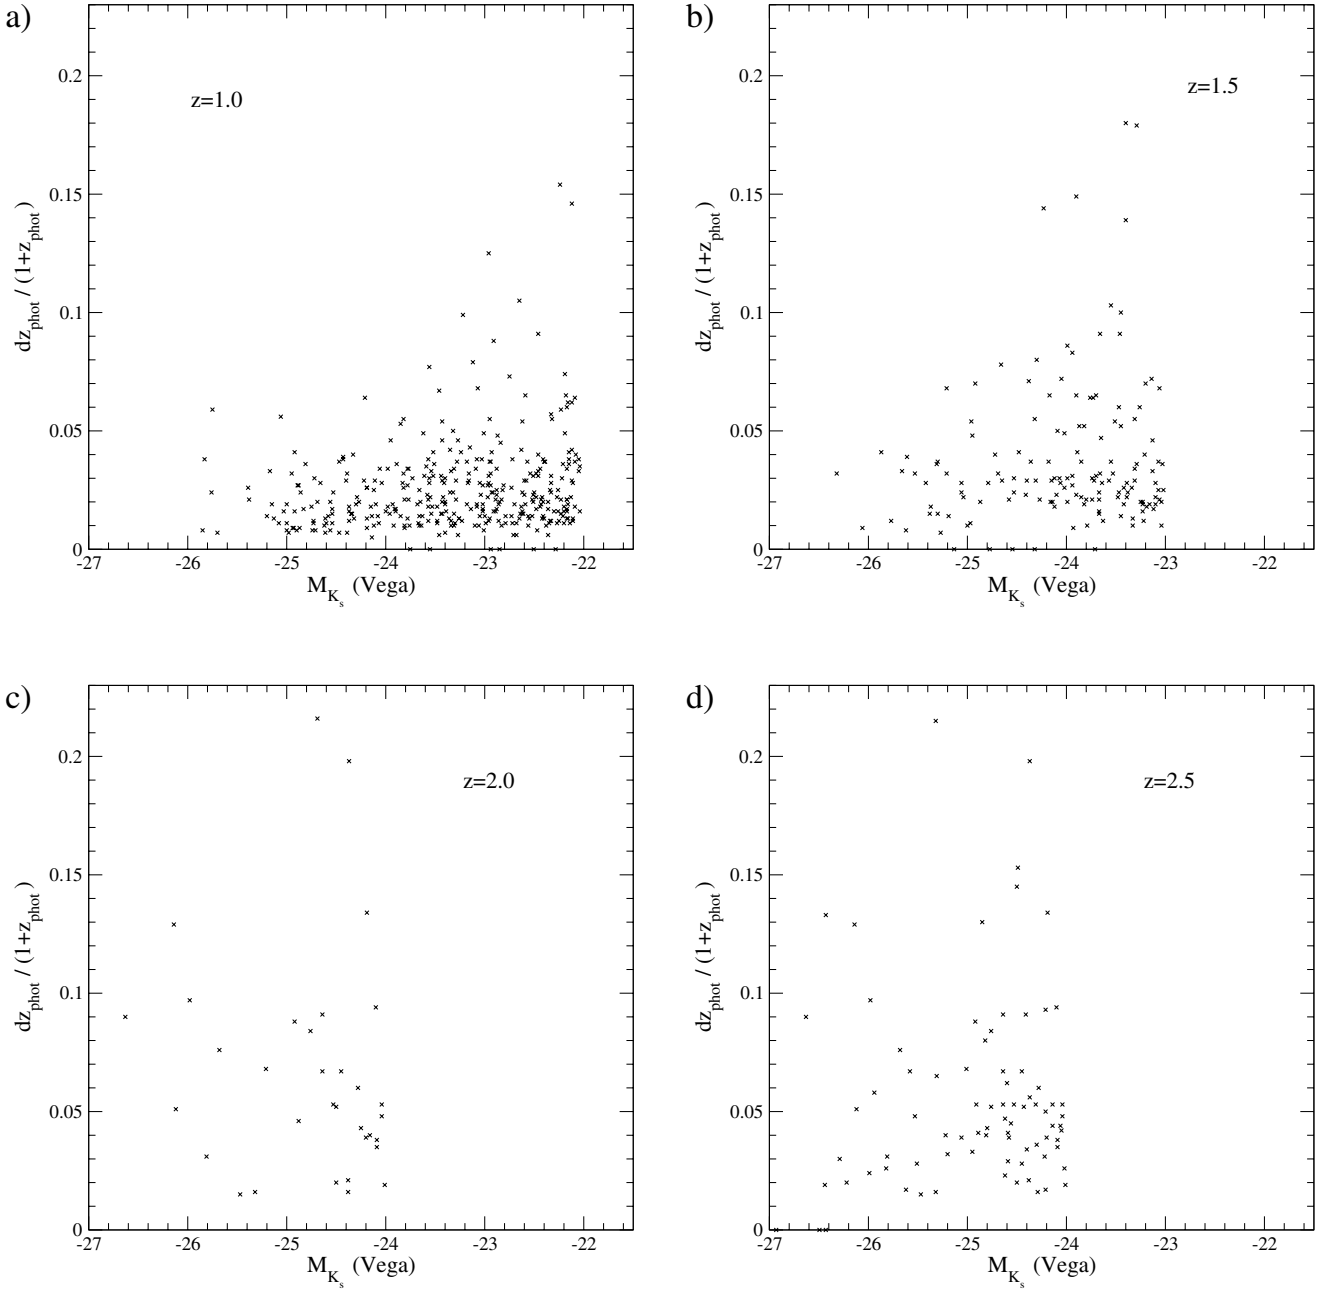 a)
0.2
0.15
0.1
0.05
0
dz_phot / (1+z_phot)
z=1.0
-27 -26 -25 -24 -23 -22
M_K_s (Vega)
b)
0.2
0.15
0.1
0.05
0
dz_phot / (1+z_phot)
z=1.5
-27 -26 -25 -24 -23 -22
M_K_s (Vega)
c)
0.2
0.15
0.1
0.05
0
dz_phot / (1+z_phot)
z=2.0
-27 -26 -25 -24 -23 -22
M_K_s (Vega)
d)
0.2
0.15
0.1
0.05
0
dz_phot / (1+z_phot)
z=2.5
-27 -26 -25 -24 -23 -22
M_K_s (Vega)